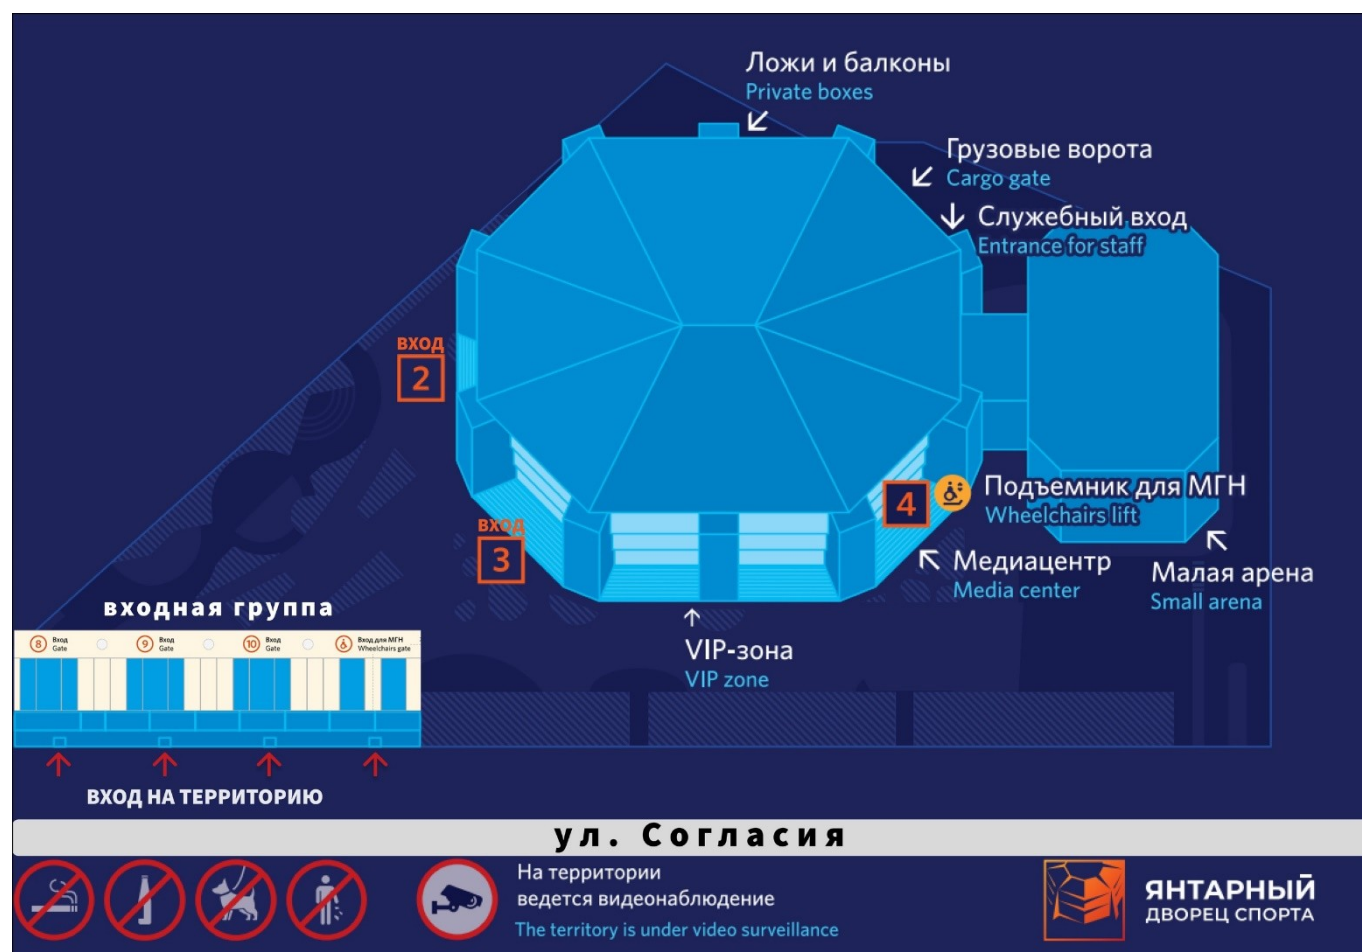 Ложи и балконы
Private boxes
Грузовые ворота
Cargo gate
Служебный вход
Entrance for staff
ВХОД
2
4
Подъемник для МГН
Wheelchairs lift
ВХОД
3
Медиацентр
Media center
Малая арена
Small arena
VIP-зона
VIP zone
входная группа
8 Вход
Gate
9 Вход
Gate
10 Вход
Gate
Вход для МГН
Wheelchairs gate
ВХОД НА ТЕРРИТОРИЮ
ул. Согласия
На территории
ведется видеонаблюдение
The territory is under video surveillance
ЯНТАРНЫЙ
ДВОРЕЦ СПОРТА